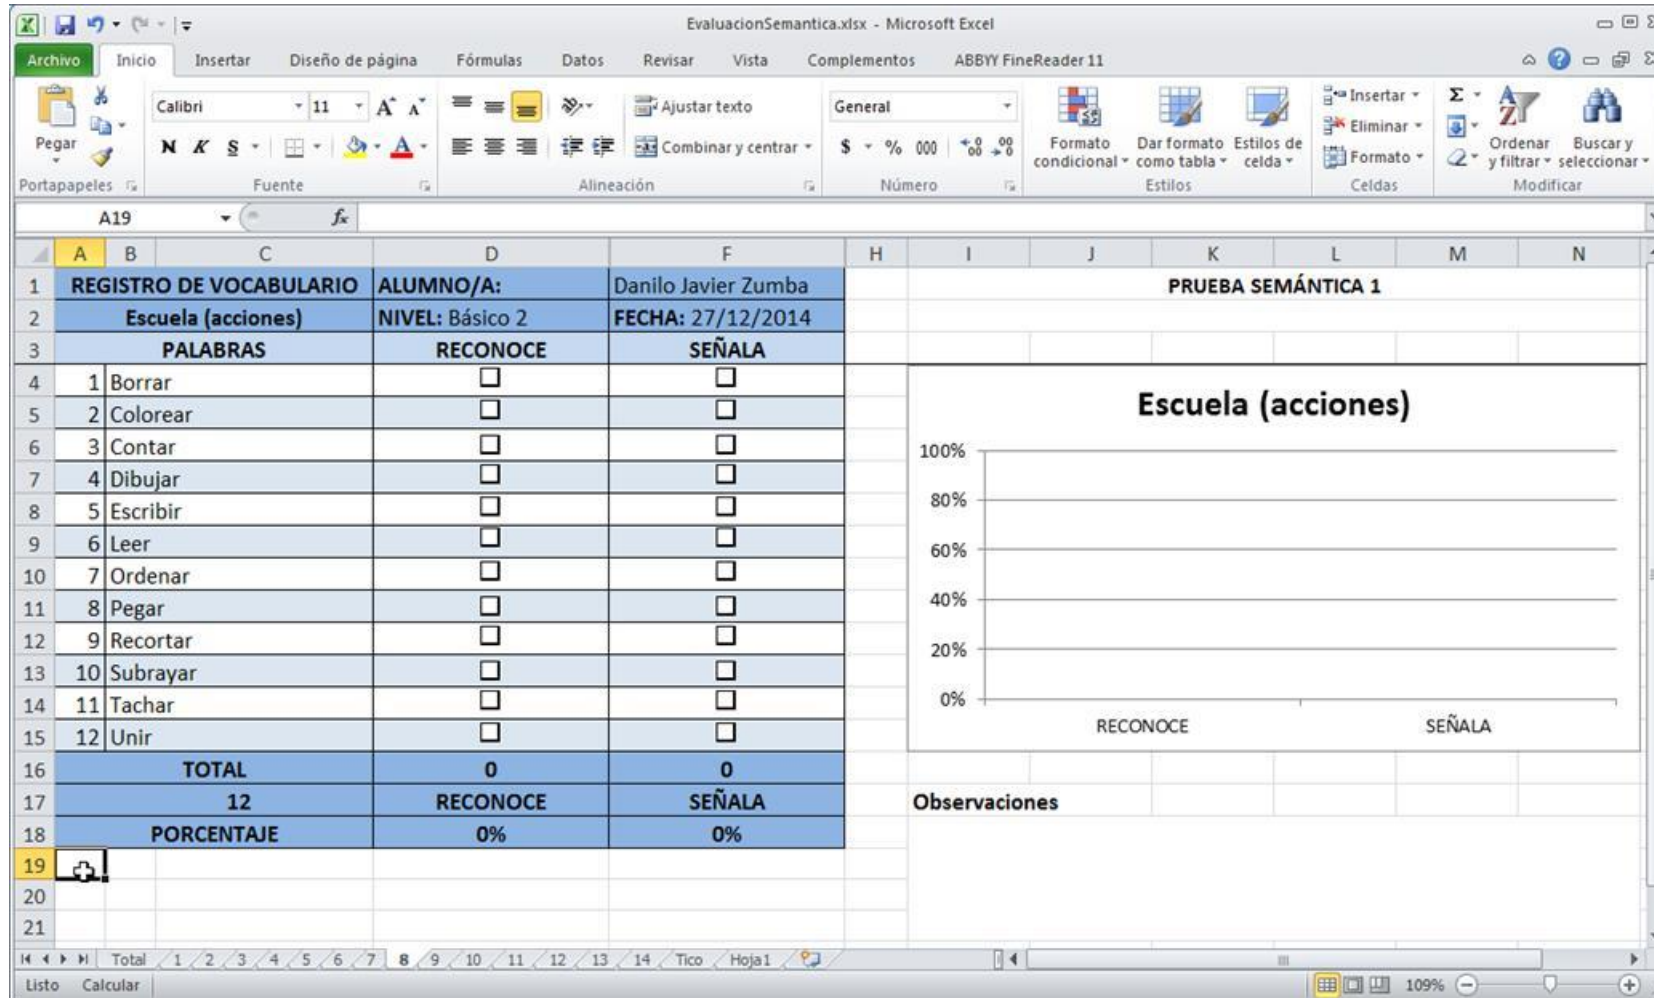 EvaluacionSemantica.xlsx - Microsoft Excel
Archivo Inicio Insertar Diseño de página Fórmulas Datos Revisar Vista Complementos ABBYY FineReader 11
Calibri 11 A A Ajustar texto General Insertar Σ
Pegar N K S A Combinar y centrar $ % 000 Formato condicional Dar formato como tabla Estilos de celda Eliminar Formato Ordenar y filtrar Buscar y seleccionar
Portapapeles Fuente Alineación Número Estilos Celdas Modificar
A19 fx
A B C D F H I J K L M N
1 REGISTRO DE VOCABULARIO ALUMNO/A: Danilo Javier Zumba PRUEBA SEMÁNTICA 1
2 Escuela (acciones) NIVEL: Básico 2 FECHA: 27/12/2014
3 PALABRAS RECONOCE SEÑALA
4 1 Borrar
5 2 Colorear
6 3 Contar
7 4 Dibujar
8 5 Escribir
9 6 Leer
10 7 Ordenar
11 8 Pegar
12 9 Recortar
13 10 Subrayar
14 11 Tachar
15 12 Unir
16 TOTAL 0 0
17 12 RECONOCE SEÑALA
18 PORCENTAJE 0% 0%
19
20
21
Escuela (acciones)
100%
80%
60%
40%
20%
0%
RECONOCE SEÑALA
Observaciones
Total 1 2 3 4 5 6 7 8 9 10 11 12 13 14 Tico Hoja1
Listo Calcular 109%